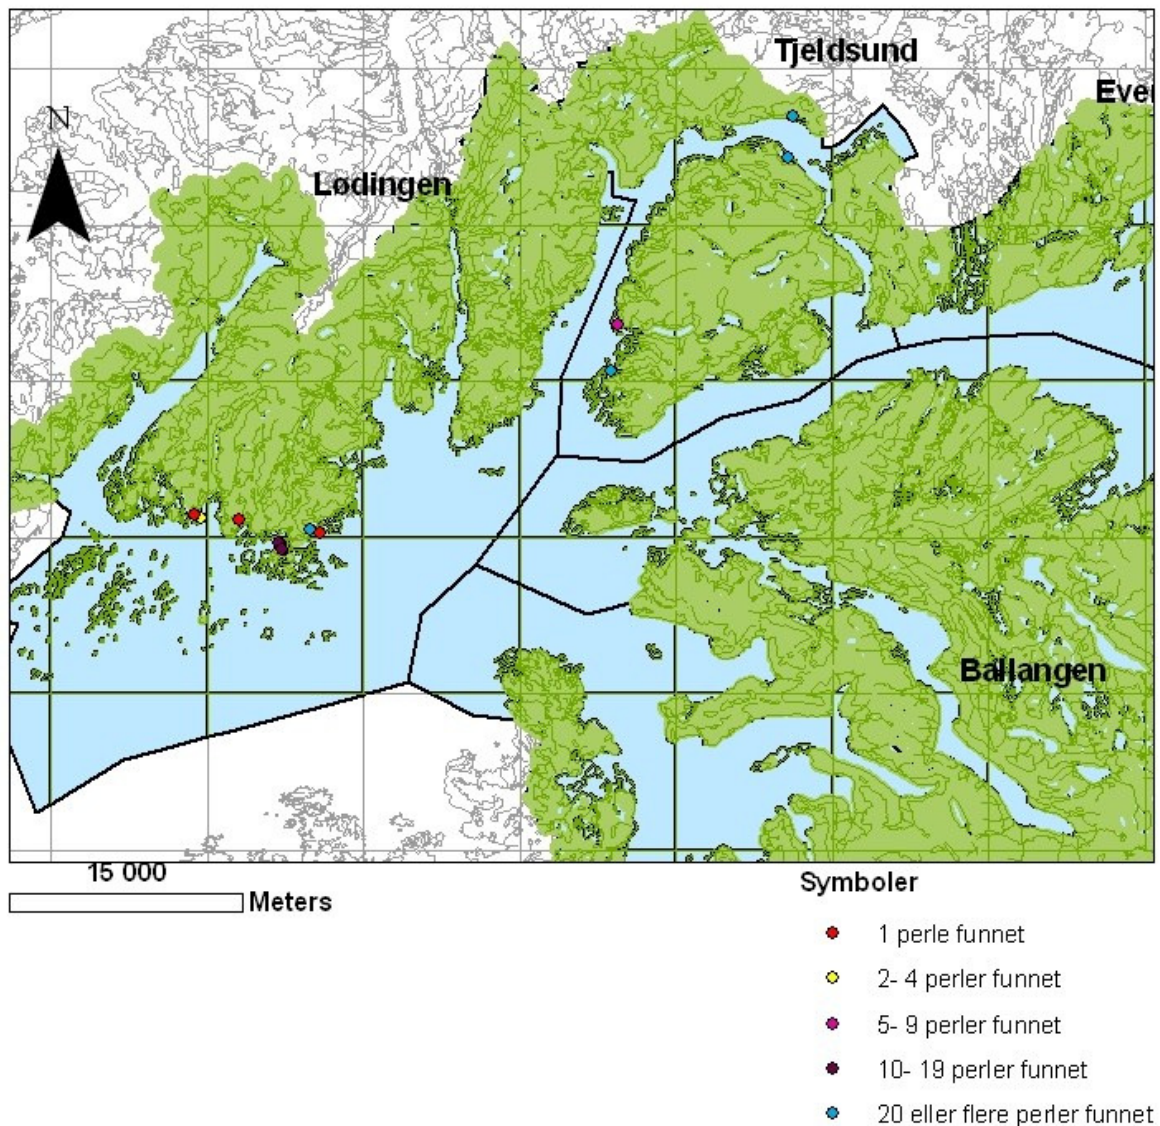 Tjeldsund
Ever
N
Lødingen
Ballangen
15 000
Meters
Symboler
1 perle funnet
2- 4 perler funnet
5- 9 perler funnet
10- 19 perler funnet
20 eller flere perler funnet